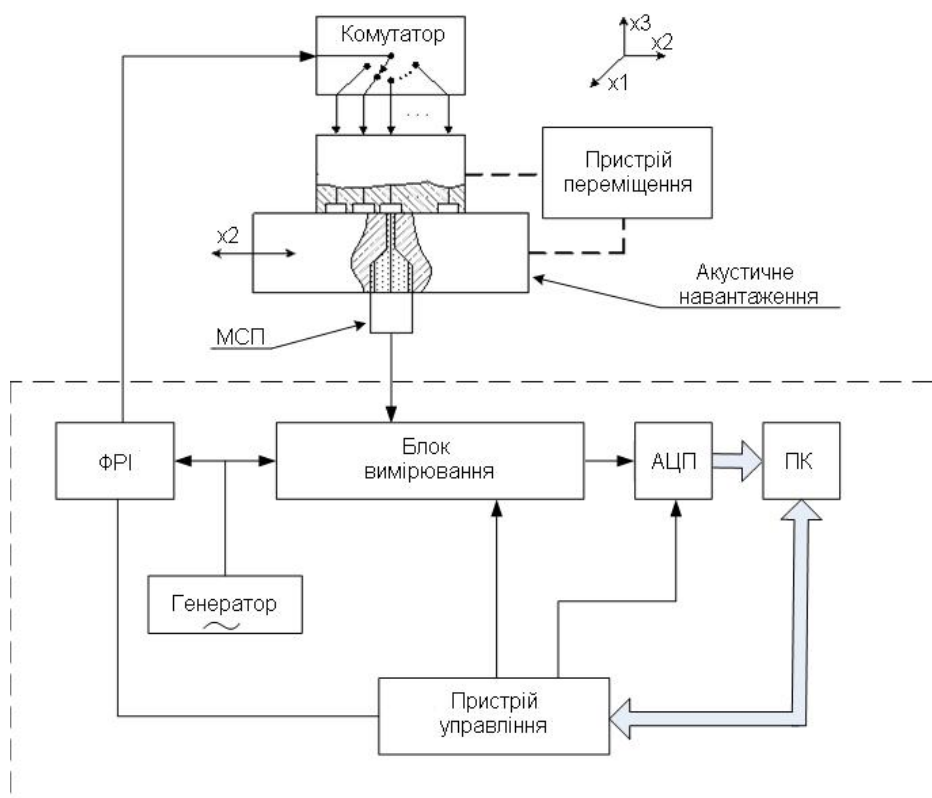 Комутатор
x3
x2
x1
. . .
Пристрій
переміщення
x2
Акустичне
навантаження
МСП
ФРІ
Блок
вимірювання
АЦП
ПК
Генератор
Пристрій
управління